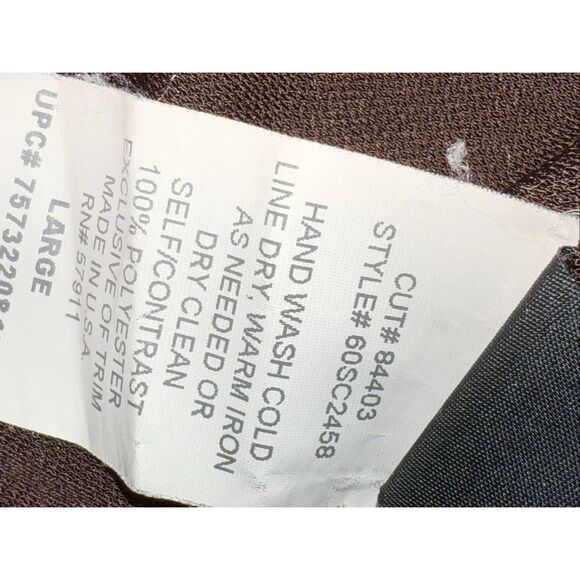 CUT# 84403
STYLE# 60SC2458
HAND WASH COLD
LINE DRY, WARM IRON
AS NEEDED OR
DRY CLEAN
SELF/CONTRAST
100% POLYESTER
EXCLUSIVE OF TRIM
MADE IN U.S.A.
RN# 57911
LARGE
UPC#